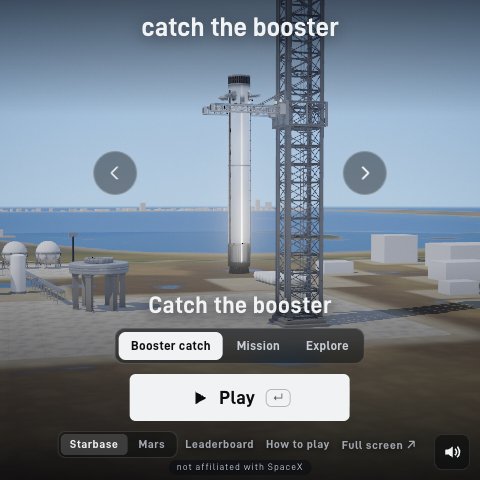 catch the booster
Catch the booster
Booster catch Mission Explore
Play
Starbase Mars Leaderboard How to play Full screen ↗
not affiliated with SpaceX